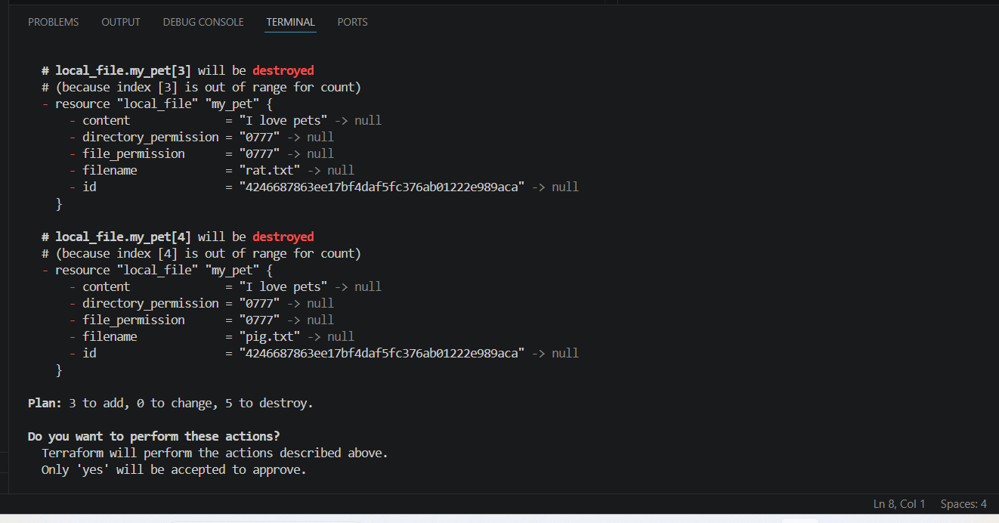 PROBLEMS OUTPUT DEBUG CONSOLE TERMINAL PORTS
# local_file.my_pet[3] will be destroyed
# (because index [3] is out of range for count)
- resource "local_file" "my_pet" {
- content = "I love pets" -> null
- directory_permission = "0777" -> null
- file_permission = "0777" -> null
- filename = "rat.txt" -> null
- id = "4246687863ee17bf4daf5fc376ab01222e989aca" -> null
}
# local_file.my_pet[4] will be destroyed
# (because index [4] is out of range for count)
- resource "local_file" "my_pet" {
- content = "I love pets" -> null
- directory_permission = "0777" -> null
- file_permission = "0777" -> null
- filename = "pig.txt" -> null
- id = "4246687863ee17bf4daf5fc376ab01222e989aca" -> null
}
Plan: 3 to add, 0 to change, 5 to destroy.
Do you want to perform these actions?
Terraform will perform the actions described above.
Only 'yes' will be accepted to approve.
Ln 8, Col 1 Spaces: 4